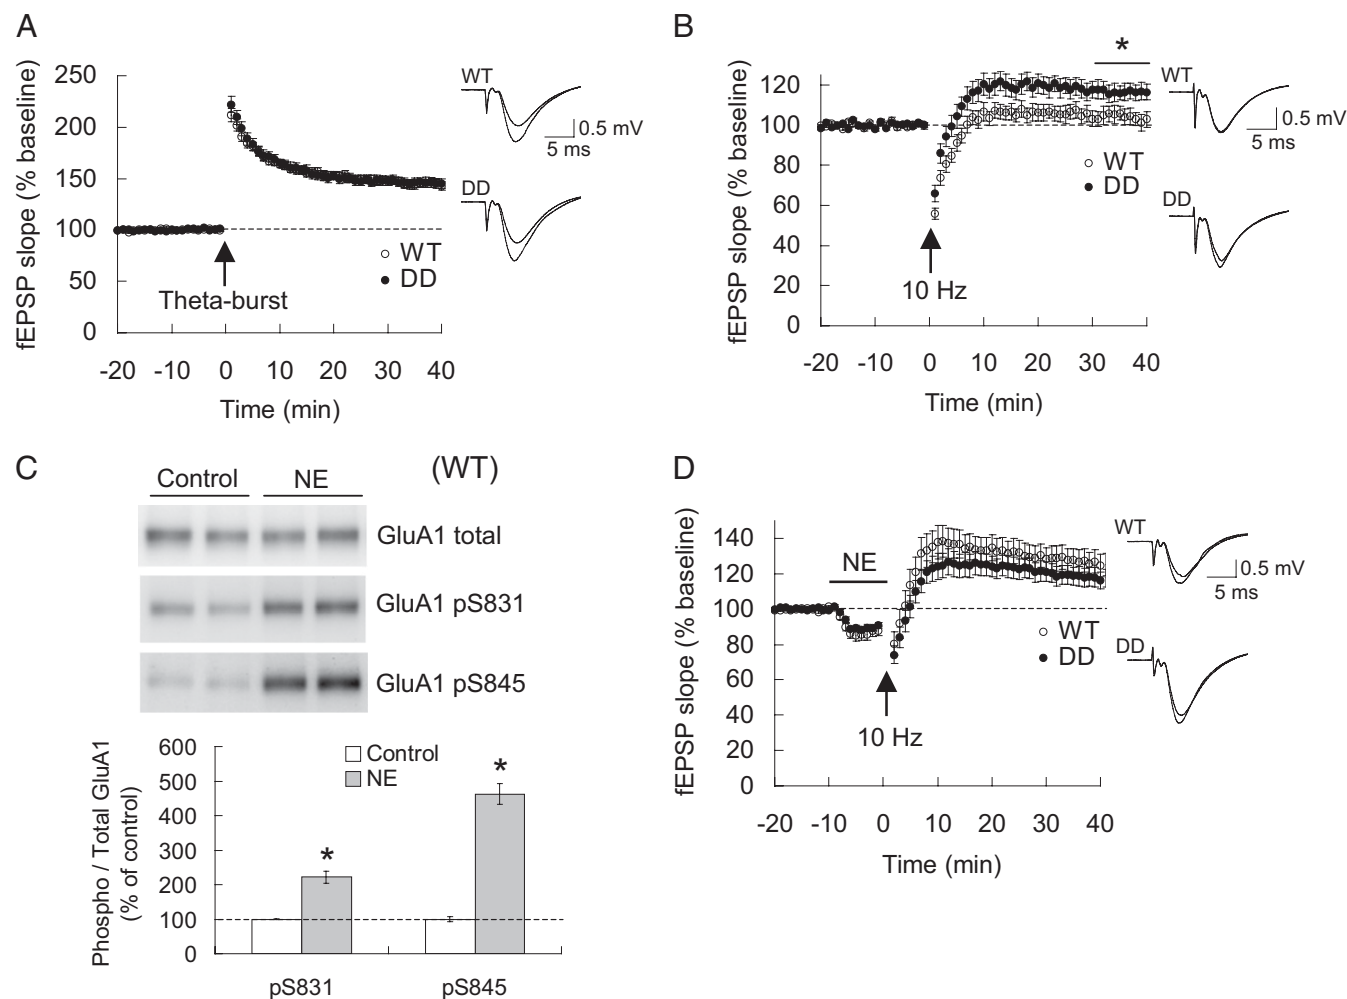 A
fEPSP slope (% baseline)
250
200
150
100
50
0
-20 -10 0 10 20 30 40
Time (min)
Theta-burst
WT
DD
WT
0.5 mV
5 ms
DD
B
fEPSP slope (% baseline)
120
100
80
60
40
20
0
-20 -10 0 10 20 30 40
Time (min)
10 Hz
*
WT
DD
WT
0.5 mV
5 ms
DD
C
Control NE (WT)
GluA1 total
GluA1 pS831
GluA1 pS845
Phospho / Total GluA1
(% of control)
600
500
400
300
200
100
0
Control
NE
*
*
pS831 pS845
D
fEPSP slope (% baseline)
140
120
100
80
60
40
20
0
-20 -10 0 10 20 30 40
Time (min)
NE
10 Hz
WT
DD
WT
0.5 mV
5 ms
DD